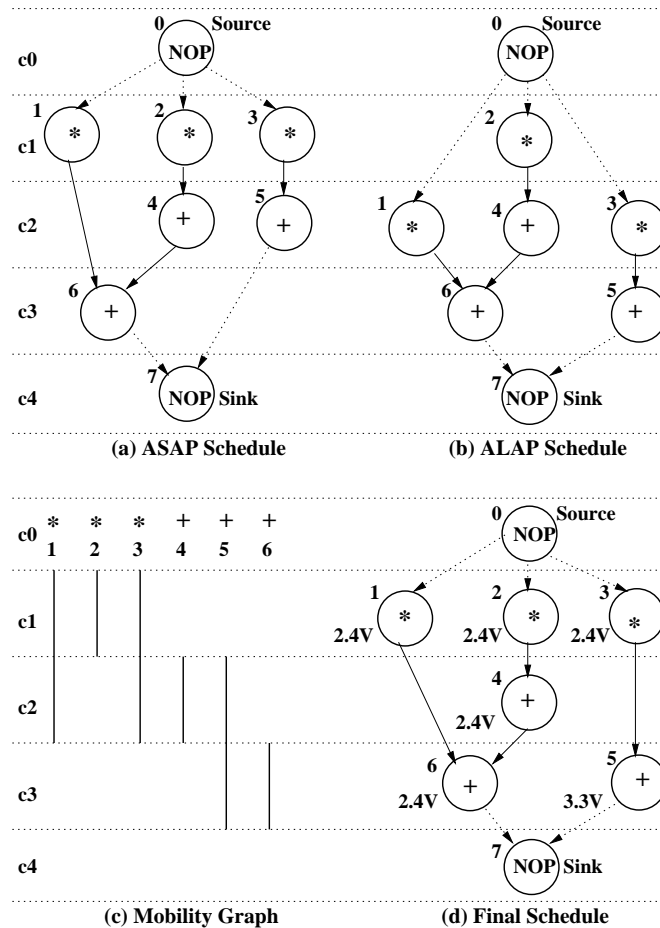 0 Source 0 Source
c0 NOP NOP
1 2 3 2
c1 * * * *
4 5 1 4 3
c2 + + * + *
6 6 5
c3 + + +
7 7
c4 NOP Sink NOP Sink
(a) ASAP Schedule (b) ALAP Schedule
* * * + + + 0 Source
c0 NOP
1 2 3 4 5 6
1 2 3
c1 * * *
2.4V 2.4V 2.4V
4
c2 +
2.4V
6 5
c3 + +
2.4V 3.3V
7
c4 NOP Sink
(c) Mobility Graph (d) Final Schedule